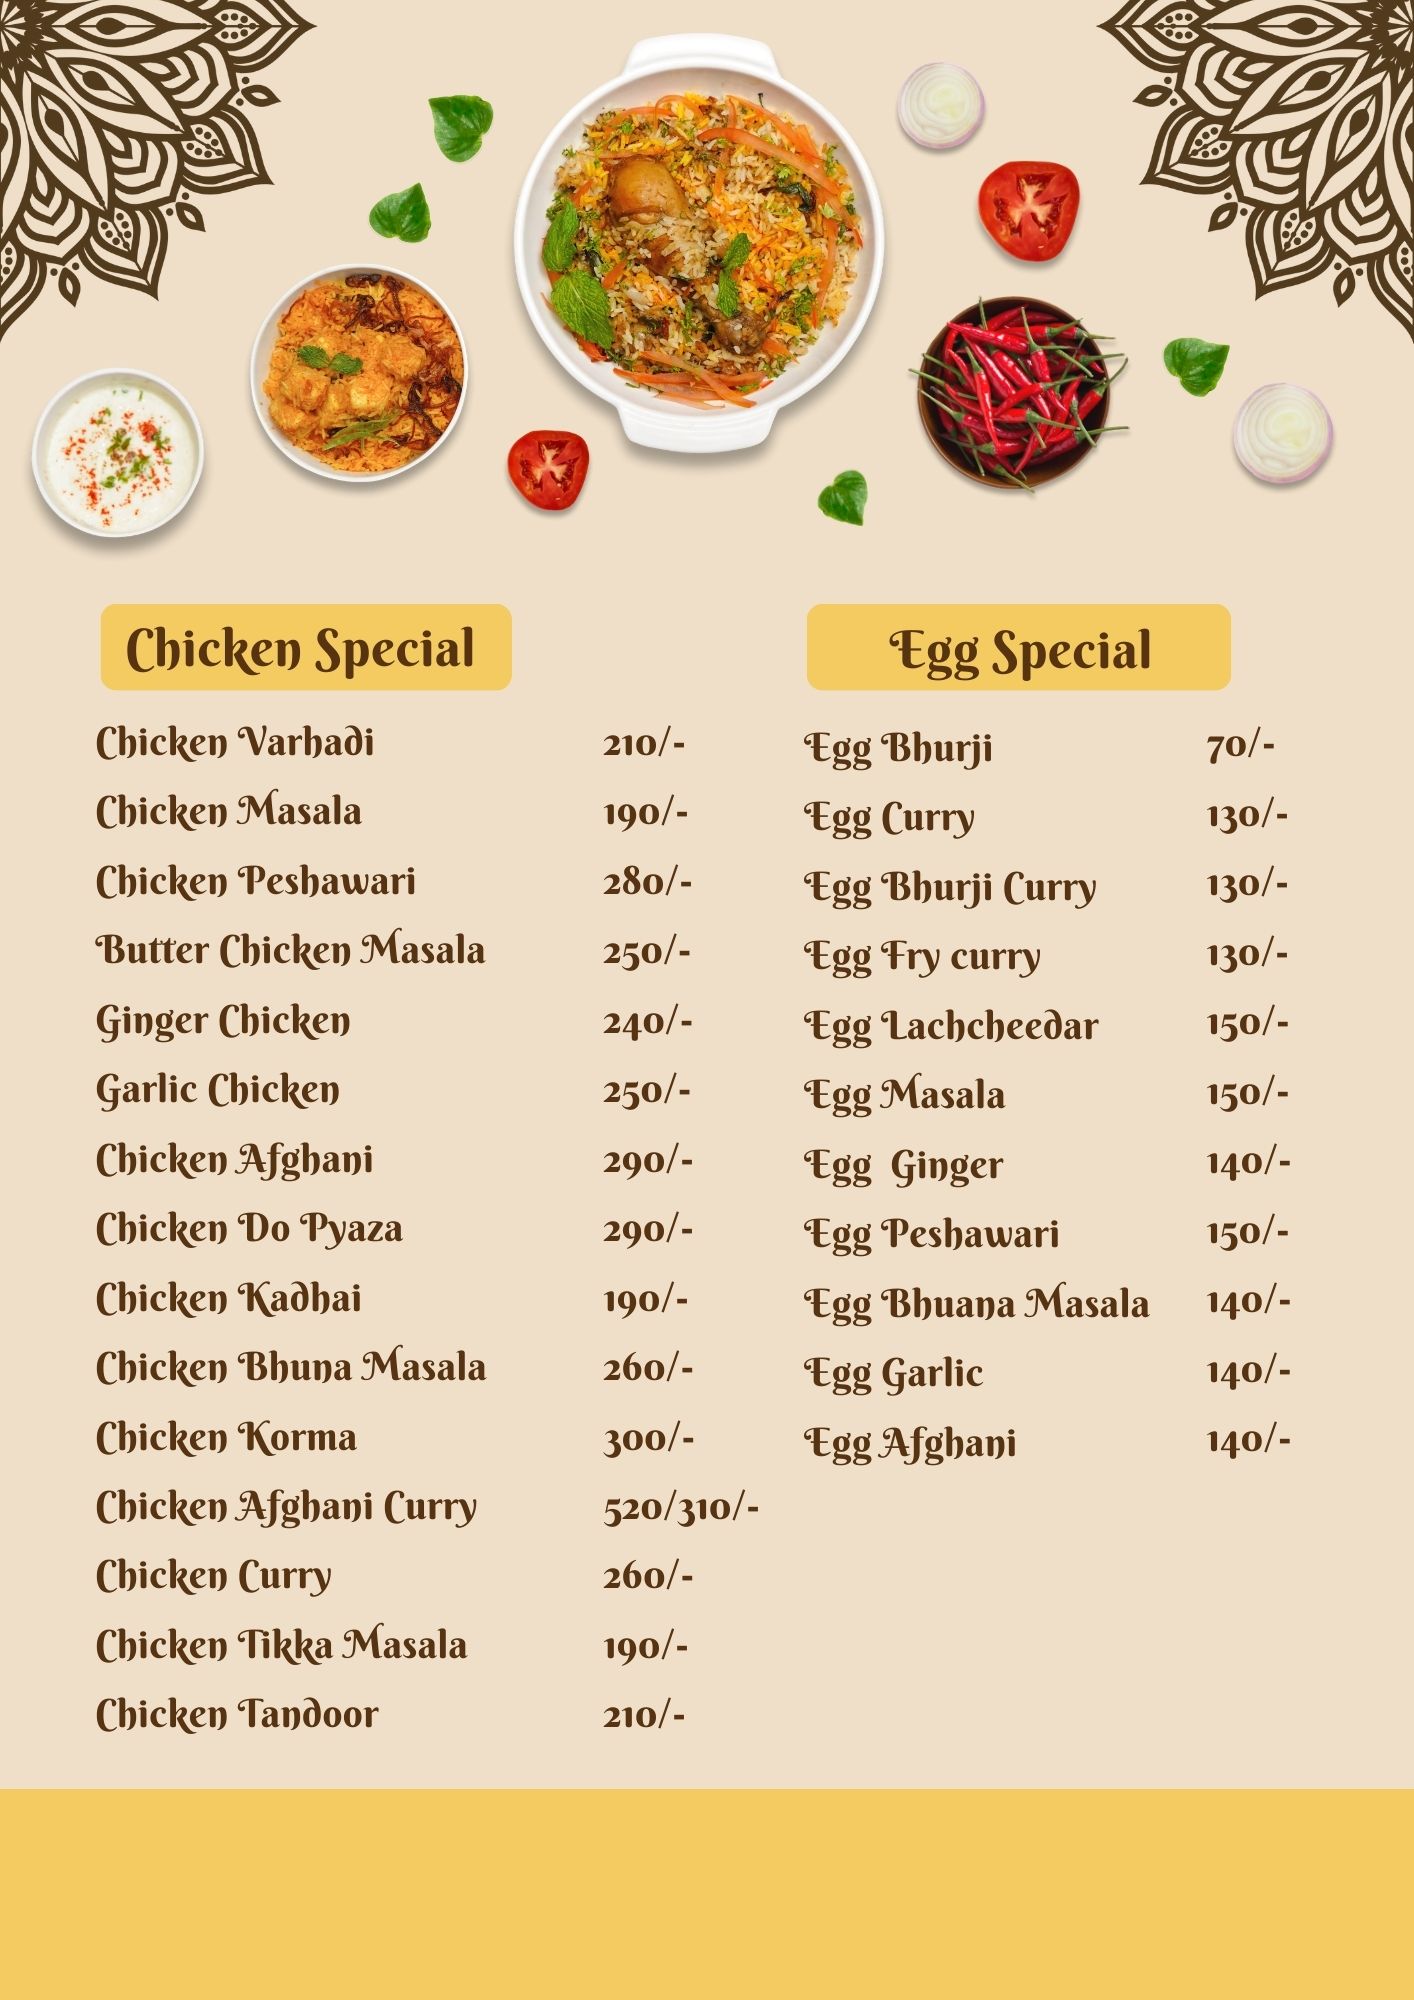 Chicken Special
Chicken Varhadi 210/-
Chicken Masala 190/-
Chicken Peshawari 280/-
Butter Chicken Masala 250/-
Ginger Chicken 240/-
Garlic Chicken 250/-
Chicken Afghani 290/-
Chicken Do Pyaza 290/-
Chicken Kadhai 190/-
Chicken Bhuna Masala 260/-
Chicken Korma 300/-
Chicken Afghani Curry 520/310/-
Chicken Curry 260/-
Chicken Tikka Masala 190/-
Chicken Tandoor 210/-
Egg Special
Egg Bhurji 70/-
Egg Curry 130/-
Egg Bhurji Curry 130/-
Egg Fry curry 130/-
Egg Lachcheedar 150/-
Egg Masala 150/-
Egg Ginger 140/-
Egg Peshawari 150/-
Egg Bhuana Masala 140/-
Egg Garlic 140/-
Egg Afghani 140/-